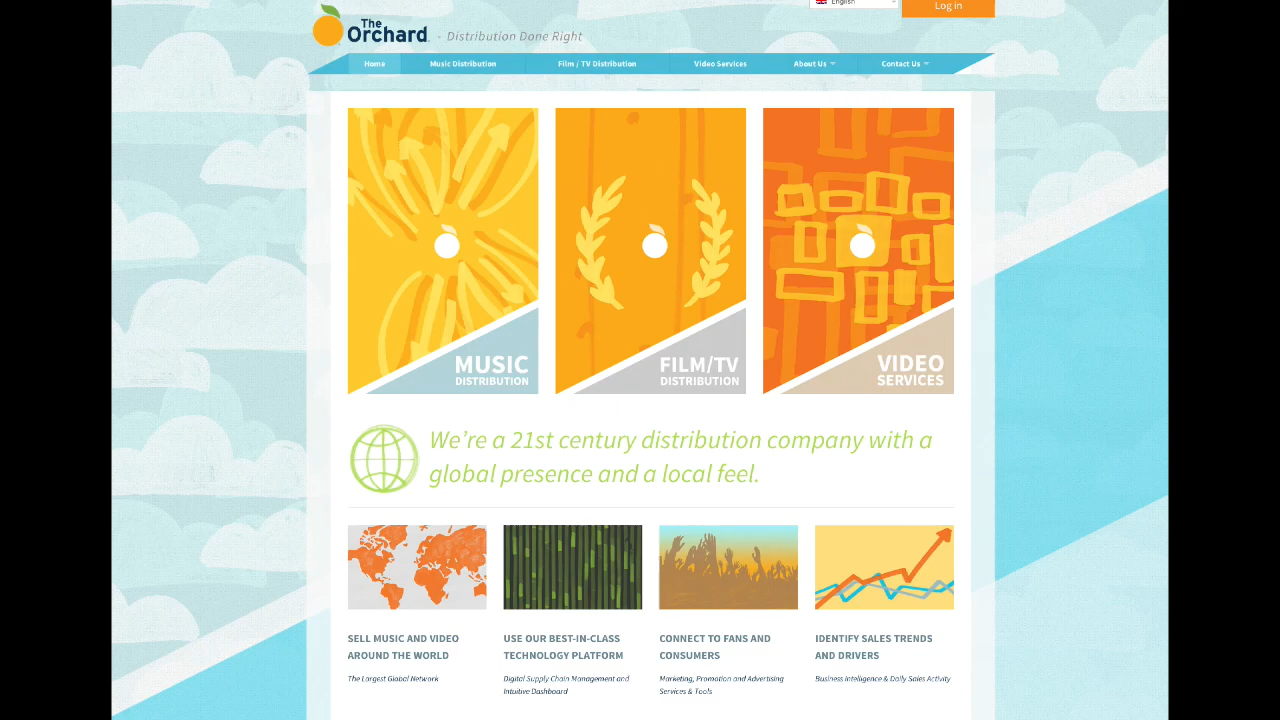 English
Log in
The
Orchard
- Distribution Done Right
Home
Music Distribution
Film / TV Distribution
Video Services
About Us
Contact Us
MUSIC
DISTRIBUTION
FILM/TV
DISTRIBUTION
VIDEO
SERVICES
We’re a 21st century distribution company with a
global presence and a local feel.
SELL MUSIC AND VIDEO
AROUND THE WORLD
The Largest Global Network
USE OUR BEST-IN-CLASS
TECHNOLOGY PLATFORM
Digital Supply Chain Management and
Intuitive Dashboard
CONNECT TO FANS AND
CONSUMERS
Marketing, Promotion and Advertising
Services & Tools
IDENTIFY SALES TRENDS
AND DRIVERS
Business Intelligence & Daily Sales Activity